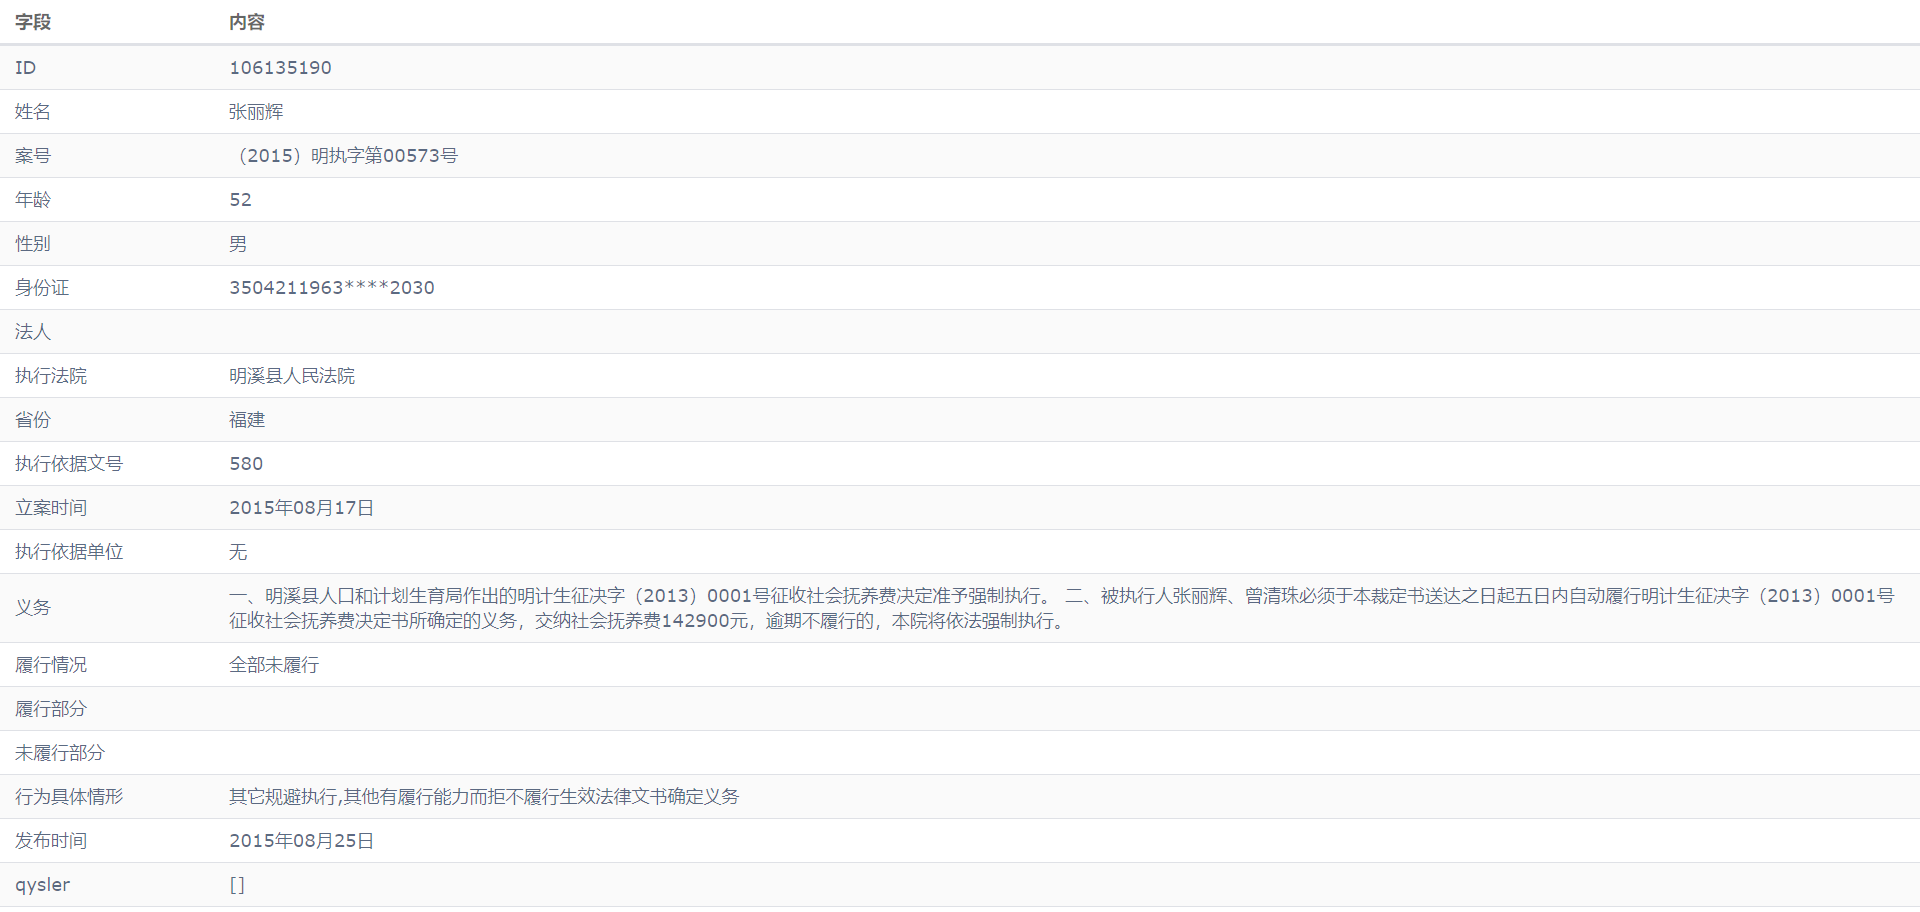 字段 内容
ID 106135190
姓名 张丽辉
案号 （2015）明执字第00573号
年龄 52
性别 男
身份证 3504211963****2030
法人
执行法院 明溪县人民法院
省份 福建
执行依据文号 580
立案时间 2015年08月17日
执行依据单位 无
义务 一、明溪县人口和计划生育局作出的明计生征决字（2013）0001号征收社会抚养费决定准予强制执行。 二、被执行人张丽辉、曾清珠必须于本裁定书送达之日起五日内自动履行明计生征决字（2013）0001号
征收社会抚养费决定书所确定的义务，交纳社会抚养费142900元，逾期不履行的，本院将依法强制执行。
履行情况 全部未履行
履行部分
未履行部分
行为具体情形 其它规避执行,其他有履行能力而拒不履行生效法律文书确定义务
发布时间 2015年08月25日
qysler []